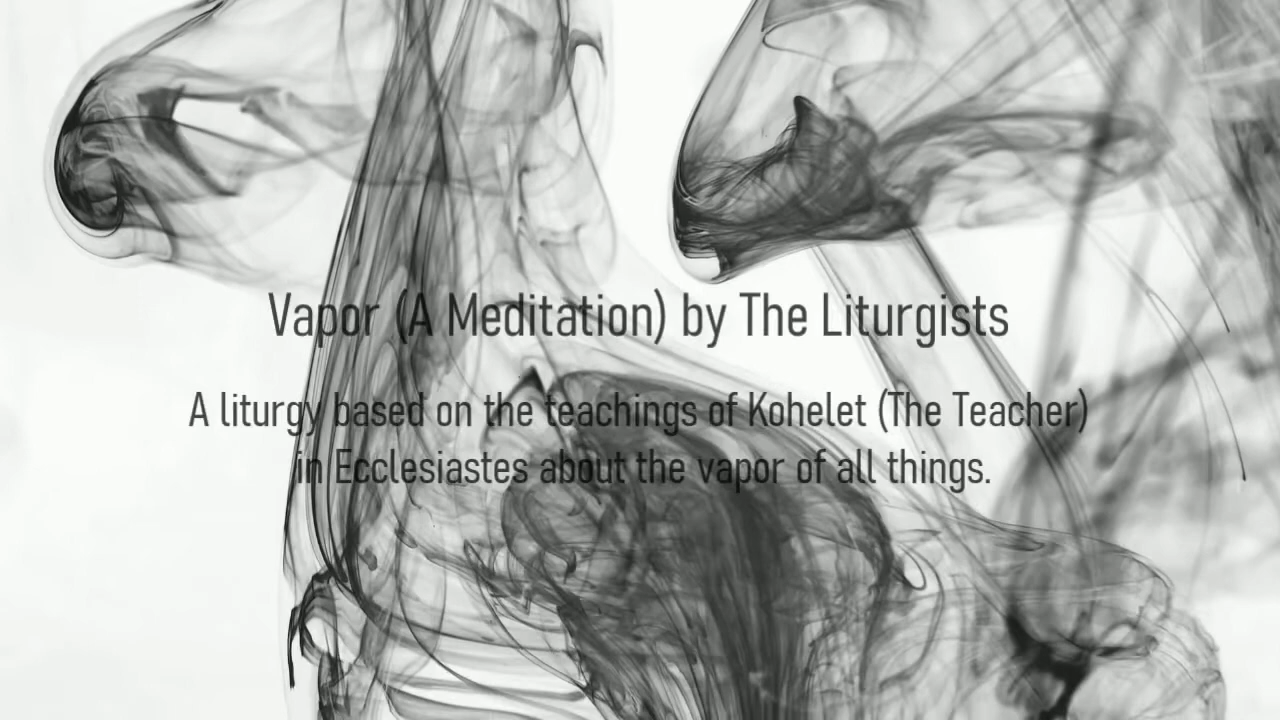 Vapor (A Meditation) by The Liturgists
A liturgy based on the teachings of Kohelet (The Teacher)
in Ecclesiastes about the vapor of all things.